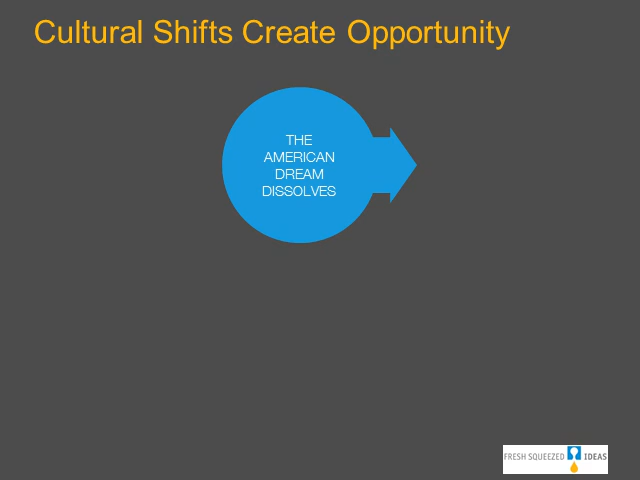 Cultural Shifts Create Opportunity
THE
AMERICAN
DREAM
DISSOLVES
FRESH SQUEEZED IDEAS